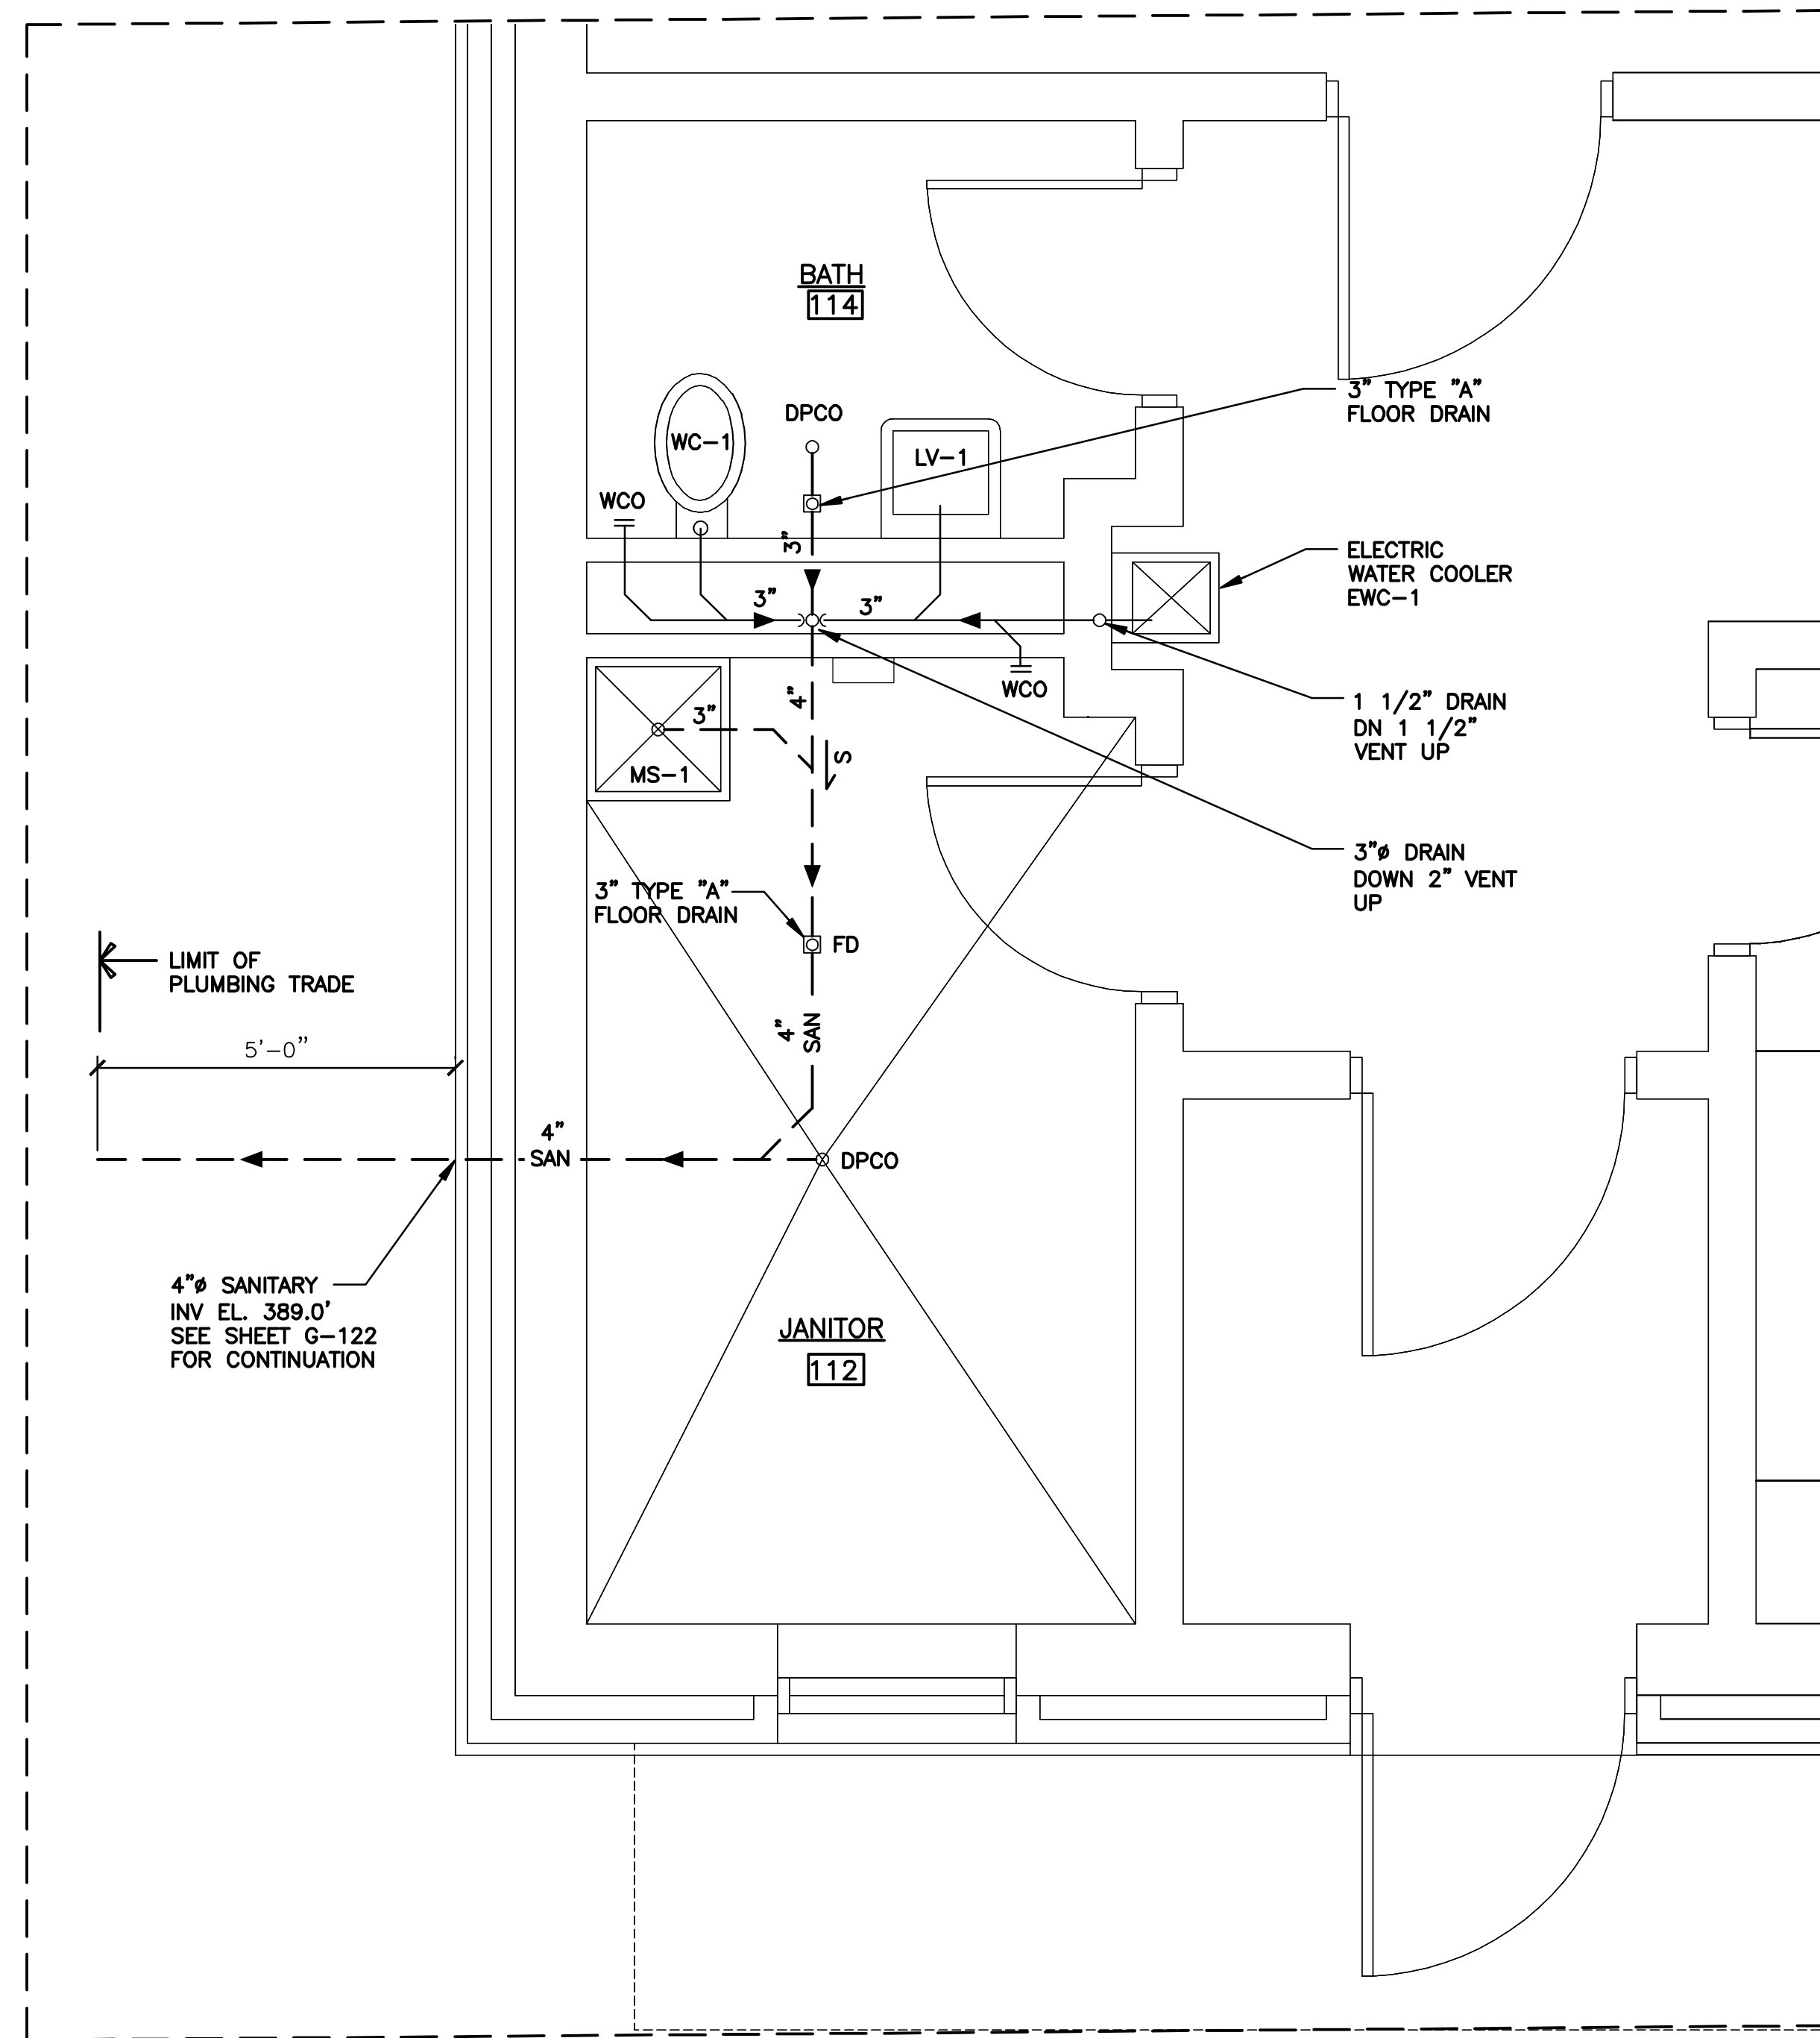 BATH
114
3" TYPE "A"
FLOOR DRAIN
DPCO
WC-1
LV-1
WCO
3"
ELECTRIC
WATER COOLER
EWC-1
3"
3"
WCO
4"
3"
MS-1
S
1 1/2" DRAIN
DN 1 1/2"
VENT UP
3"ø DRAIN
DOWN 2" VENT
UP
3" TYPE "A"
FLOOR DRAIN
FD
LIMIT OF
PLUMBING TRADE
4"
SAN
5'-0"
4"
SAN
DPCO
4"ø SANITARY
INV EL. 389.0'
SEE SHEET G-122
FOR CONTINUATION
JANITOR
112